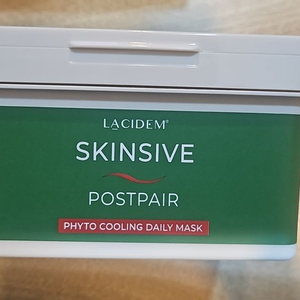 LACIDEM®
SKINSIVE
POSTPAIR
PHYTO COOLING DAILY MASK